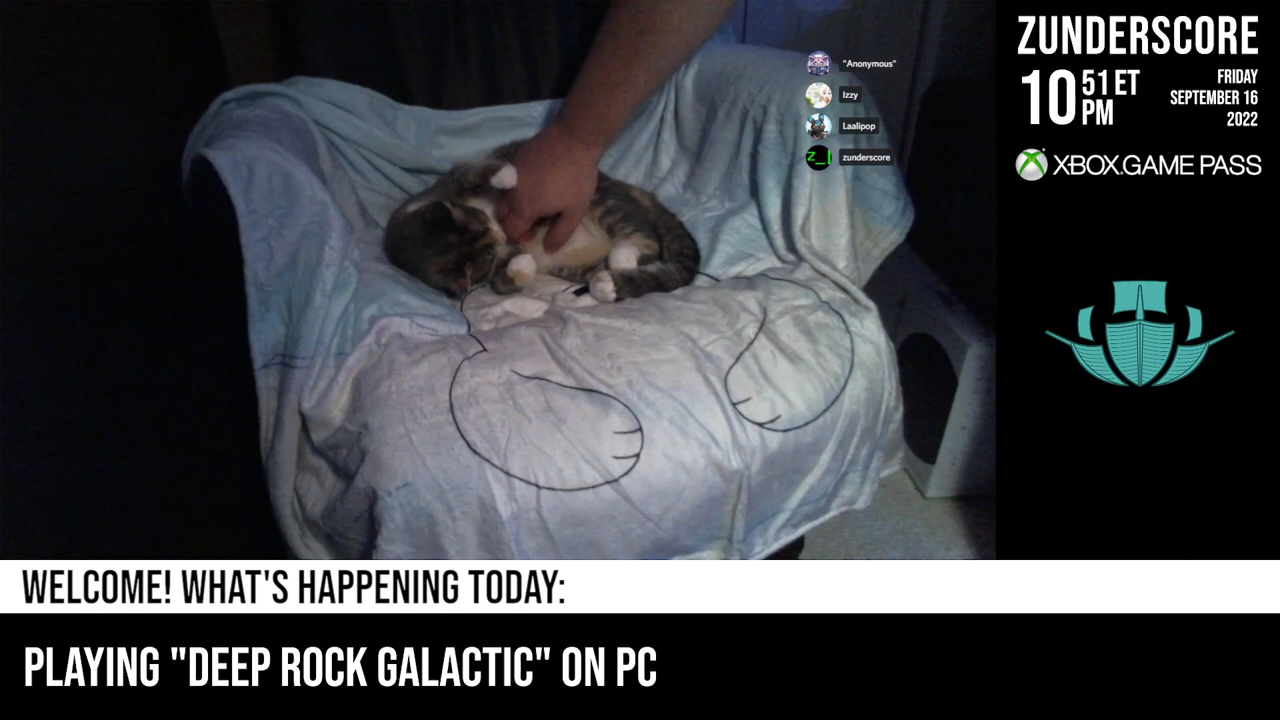 "Anonymous"
Izzy
Laalipop
z_
zunderscore
ZUNDERSCORE
10 51 ET
PM
FRIDAY
SEPTEMBER 16
2022
XBOX GAME PASS
WELCOME! WHAT'S HAPPENING TODAY:
PLAYING "DEEP ROCK GALACTIC" ON PC